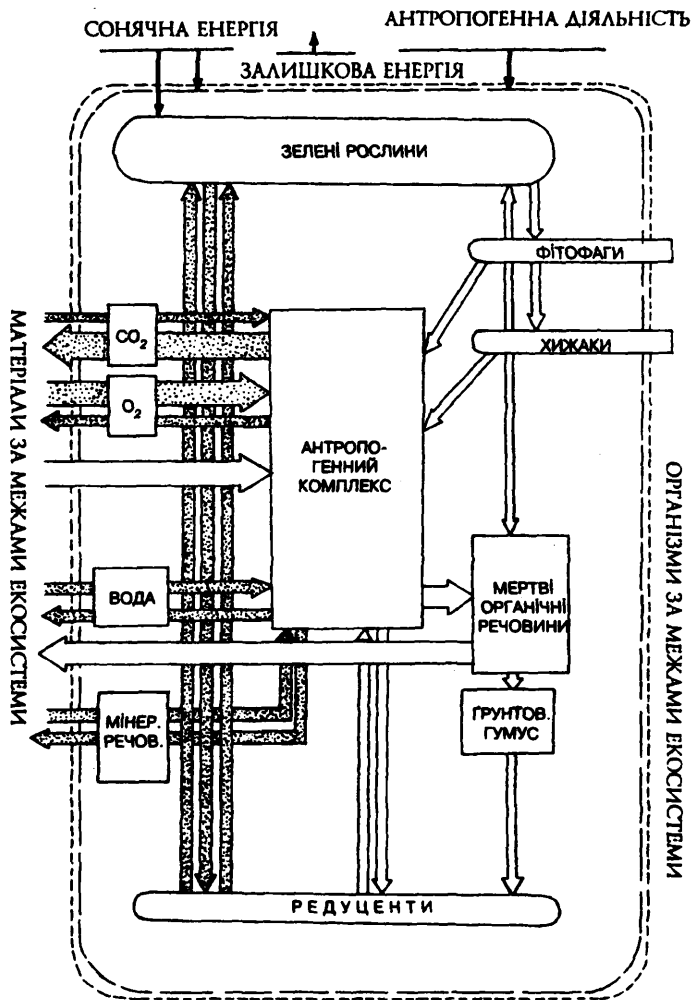 СОНЯЧНА ЕНЕРГІЯ
АНТРОПОГЕННА ДІЯЛЬНІСТЬ
ЗАЛИШКОВА ЕНЕРГІЯ
ЗЕЛЕНІ РОСЛИНИ
ФІТОФАГИ
ХИЖАКИ
CO₂
O₂
АНТРОПО-
ГЕННИЙ
КОМПЛЕКС
ВОДА
МЕРТВІ
ОРГАНІЧНІ
РЕЧОВИНИ
МІНЕР.
РЕЧОВ.
ҐРУНТОВ.
ГУМУС
РЕДУЦЕНТИ
МАТЕРІАЛИ ЗА МЕЖАМИ ЕКОСИСТЕМИ
ОРГАНІЗМИ ЗА МЕЖАМИ ЕКОСИСТЕМИ